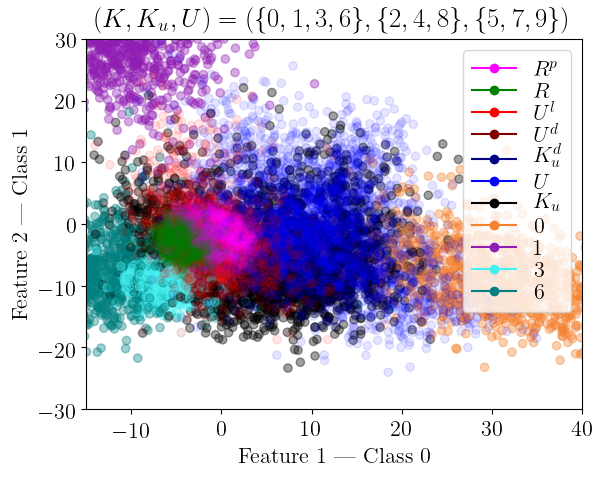 (K, K_u, U) = ({0, 1, 3, 6}, {2, 4, 8}, {5, 7, 9})
30
20
10
0
−10
−20
−30
Feature 2 — Class 1
R^p
R
U^l
U^d
K_u^d
U
K_u
0
1
3
6
−10
0
10
20
30
40
Feature 1 — Class 0